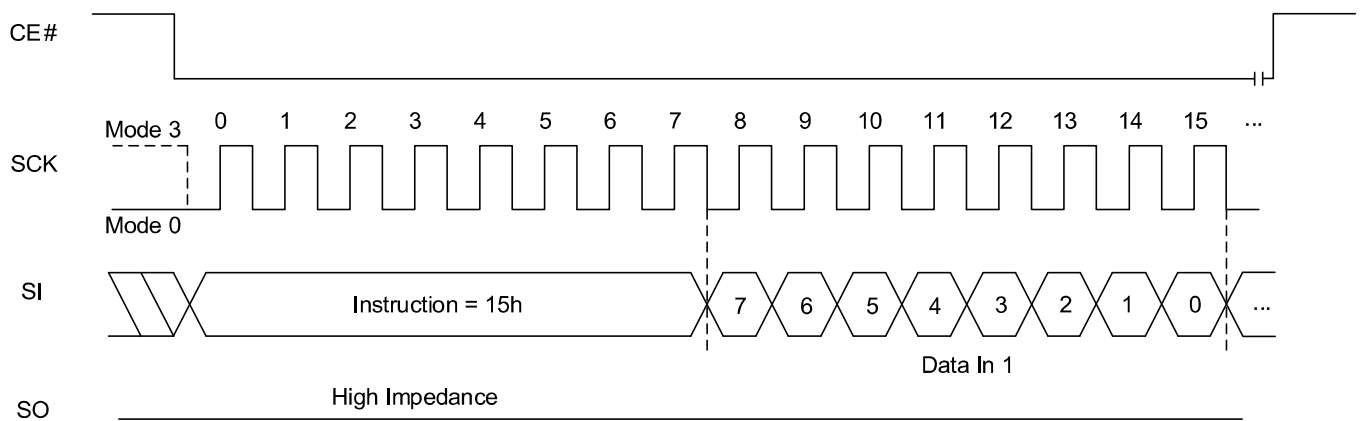 CE#
Mode 3 0 1 2 3 4 5 6 7 8 9 10 11 12 13 14 15 ...
SCK
Mode 0
SI Instruction = 15h 7 6 5 4 3 2 1 0 ...
Data In 1
High Impedance
SO